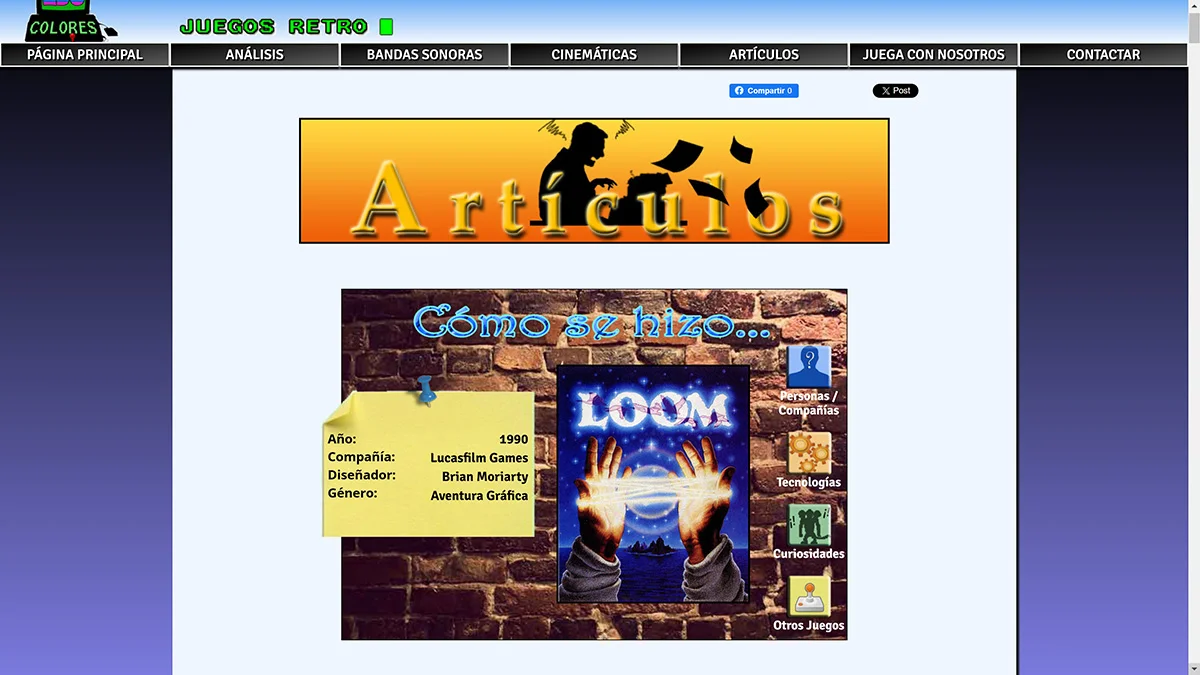 COLORES
JUEGOS RETRO
PÁGINA PRINCIPAL
ANÁLISIS
BANDAS SONORAS
CINEMÁTICAS
ARTÍCULOS
JUEGA CON NOSOTROS
CONTACTAR
Compartir 0
X Post
Artículos
Cómo se hizo...
LOOM
Año: 1990
Compañía: Lucasfilm Games
Diseñador: Brian Moriarty
Género: Aventura Gráfica
?
Personas /
Compañías
Tecnologías
Curiosidades
Otros Juegos